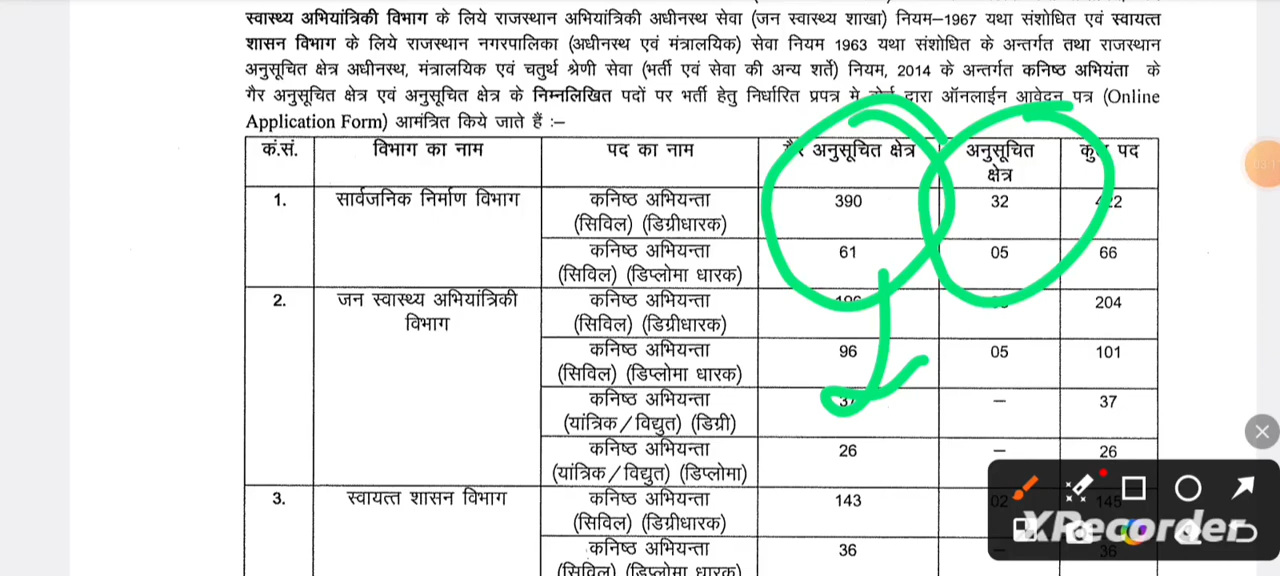 स्वास्थ्य अभियांत्रिकी विभाग के लिये राजस्थान अभियांत्रिकी अधीनस्थ सेवा (जन स्वास्थ्य शाखा) नियम–1967 यथा संशोधित एवं स्वायत्त
शासन विभाग के लिये राजस्थान नगरपालिका (अधीनस्थ एवं मंत्रालयिक) सेवा नियम 1963 यथा संशोधित के अन्तर्गत तथा राजस्थान
अनुसूचित क्षेत्र अधीनस्थ, मंत्रालयिक एवं चतुर्थ श्रेणी सेवा (भर्ती एवं सेवा की अन्य शर्ते) नियम, 2014 के अन्तर्गत कनिष्ठ अभियंता के
गैर अनुसूचित क्षेत्र एवं अनुसूचित क्षेत्र के निम्नलिखित पदों पर भर्ती हेतु निर्धारित प्रपत्र मे बोर्ड द्वारा ऑनलाईन आवेदन पत्र (Online
Application Form) आमंत्रित किये जाते हैं :–
कं.सं. विभाग का नाम पद का नाम गैर अनुसूचित क्षेत्र अनुसूचित कुल पद
क्षेत्र
1. सार्वजनिक निर्माण विभाग कनिष्ठ अभियन्ता 390 32 422
(सिविल) (डिग्रीधारक)
कनिष्ठ अभियन्ता 61 05 66
(सिविल) (डिप्लोमा धारक)
2. जन स्वास्थ्य अभियांत्रिकी कनिष्ठ अभियन्ता 204
विभाग (सिविल) (डिग्रीधारक)
कनिष्ठ अभियन्ता 96 05 101
(सिविल) (डिप्लोमा धारक)
कनिष्ठ अभियन्ता 37 – 37
(यांत्रिक/विद्युत) (डिग्री)
कनिष्ठ अभियन्ता 26 – 26
(यांत्रिक/विद्युत) (डिप्लोमा)
3. स्वायत्त शासन विभाग कनिष्ठ अभियन्ता 143 02 145
(सिविल) (डिग्रीधारक)
कनिष्ठ अभियन्ता 36 – 36
(सिविल) (डिप्लोमा धारक)
XRecorder